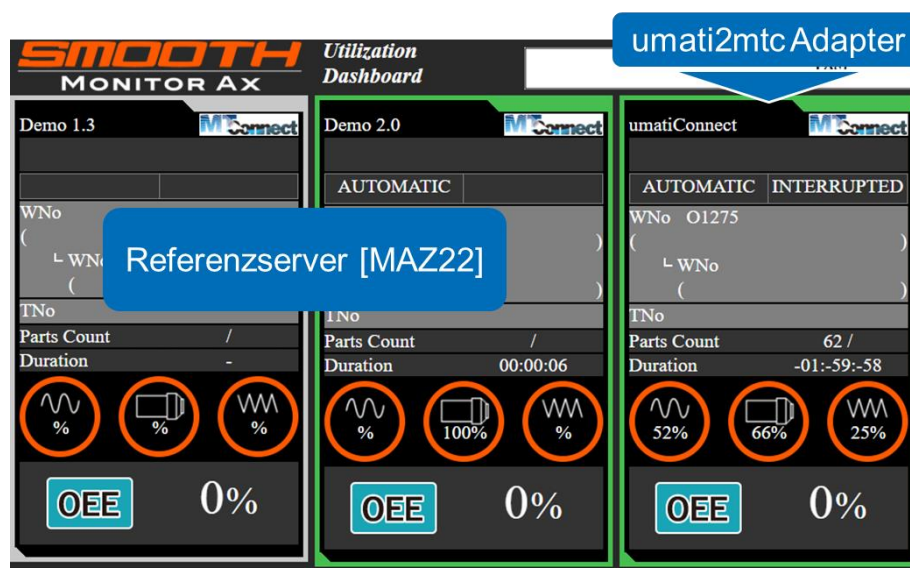 umati2mtc Adapter
SMOOTH
MONITOR AX
Utilization
Dashboard
Demo 1.3
MTConnect
WNo
(
└ WNo
(
TNo
Parts Count /
Duration -
%
%
%
OEE 0%
Referenzserver [MAZ22]
Demo 2.0
MTConnect
AUTOMATIC
)
)
TNo
Parts Count /
Duration 00:00:06
%
100%
%
OEE 0%
umatiConnect
MTConnect
AUTOMATIC INTERRUPTED
WNo O1275
( )
└ WNo
( )
TNo
Parts Count 62 /
Duration -01:-59:-58
52%
66%
25%
OEE 0%